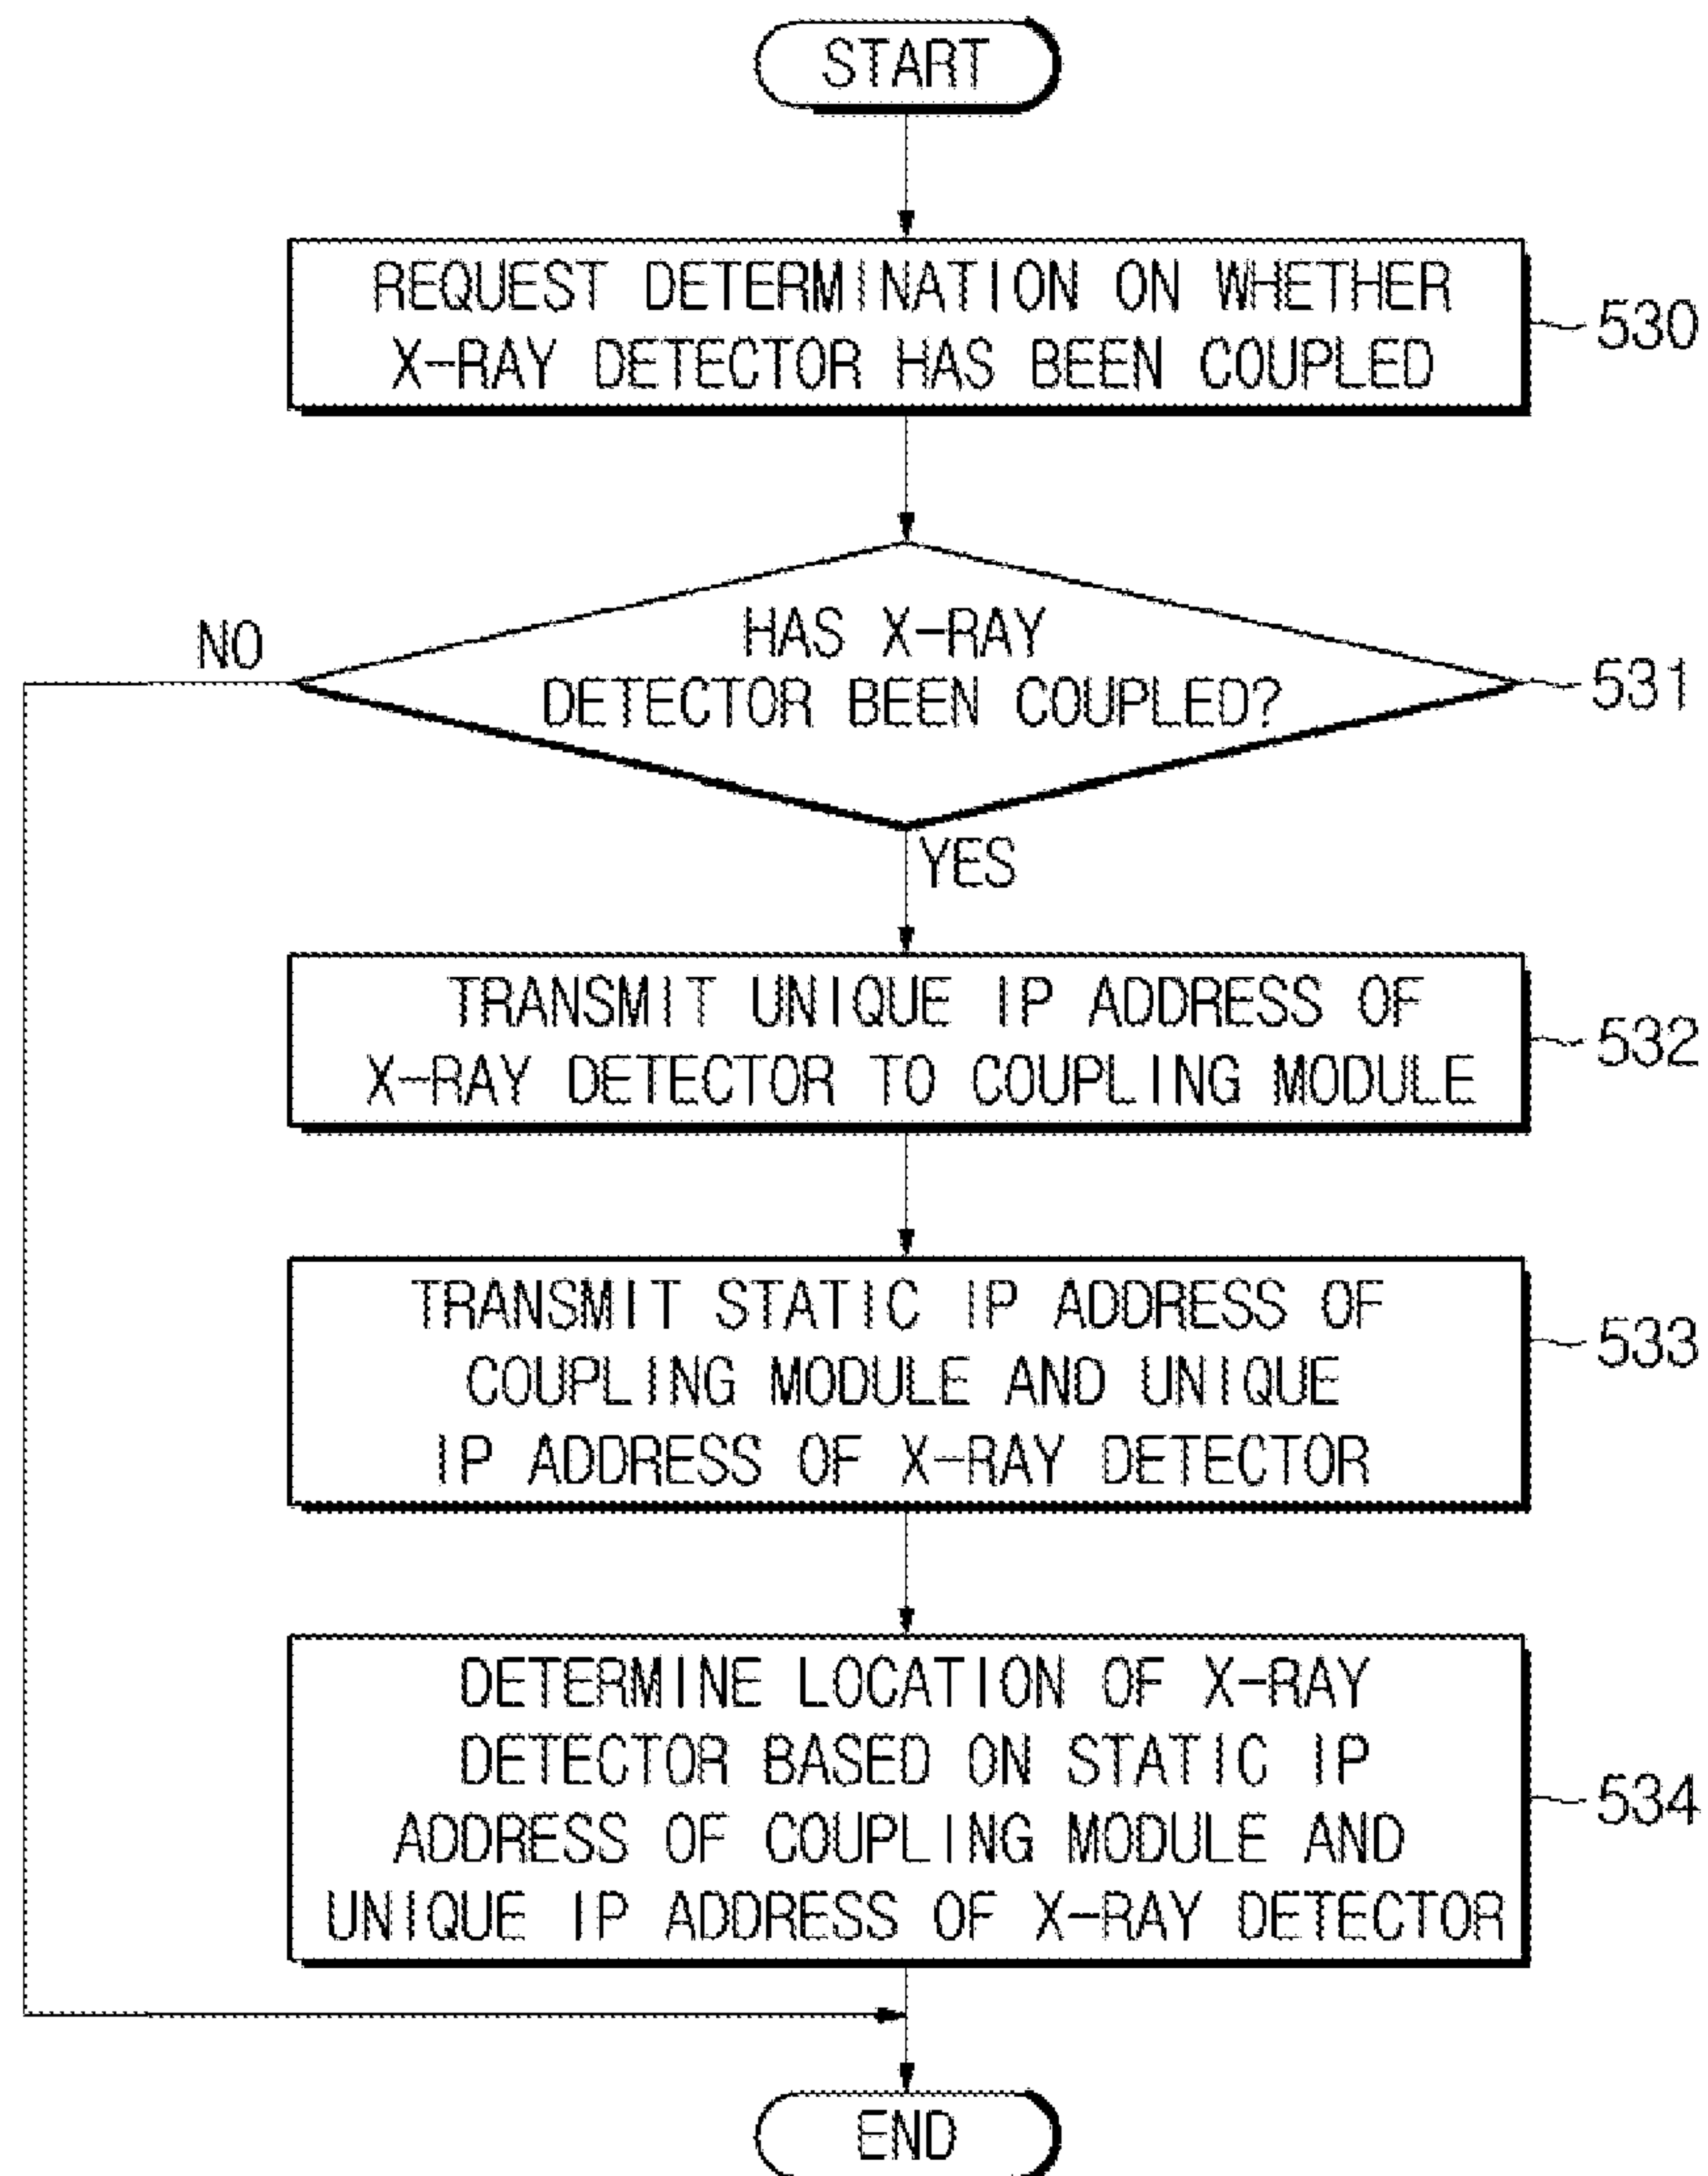 START
REQUEST DETERMINATION ON WHETHER
X-RAY DETECTOR HAS BEEN COUPLED
530
HAS X-RAY
DETECTOR BEEN COUPLED?
531
NO
YES
TRANSMIT UNIQUE IP ADDRESS OF
X-RAY DETECTOR TO COUPLING MODULE
532
TRANSMIT STATIC IP ADDRESS OF
COUPLING MODULE AND UNIQUE
IP ADDRESS OF X-RAY DETECTOR
533
DETERMINE LOCATION OF X-RAY
DETECTOR BASED ON STATIC IP
ADDRESS OF COUPLING MODULE AND
UNIQUE IP ADDRESS OF X-RAY DETECTOR
534
END